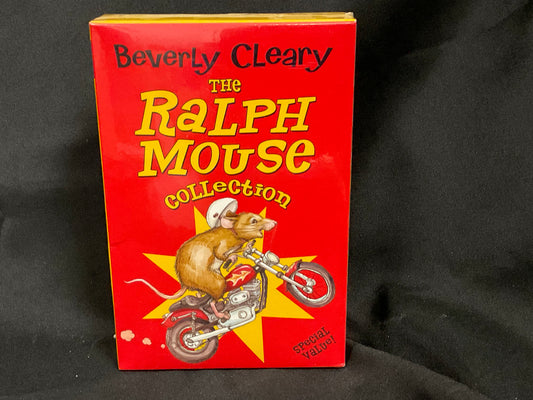 Beverly Cleary
THE
RALPH
MOUSE
COLLECTION
SPECIAL
VALUE!